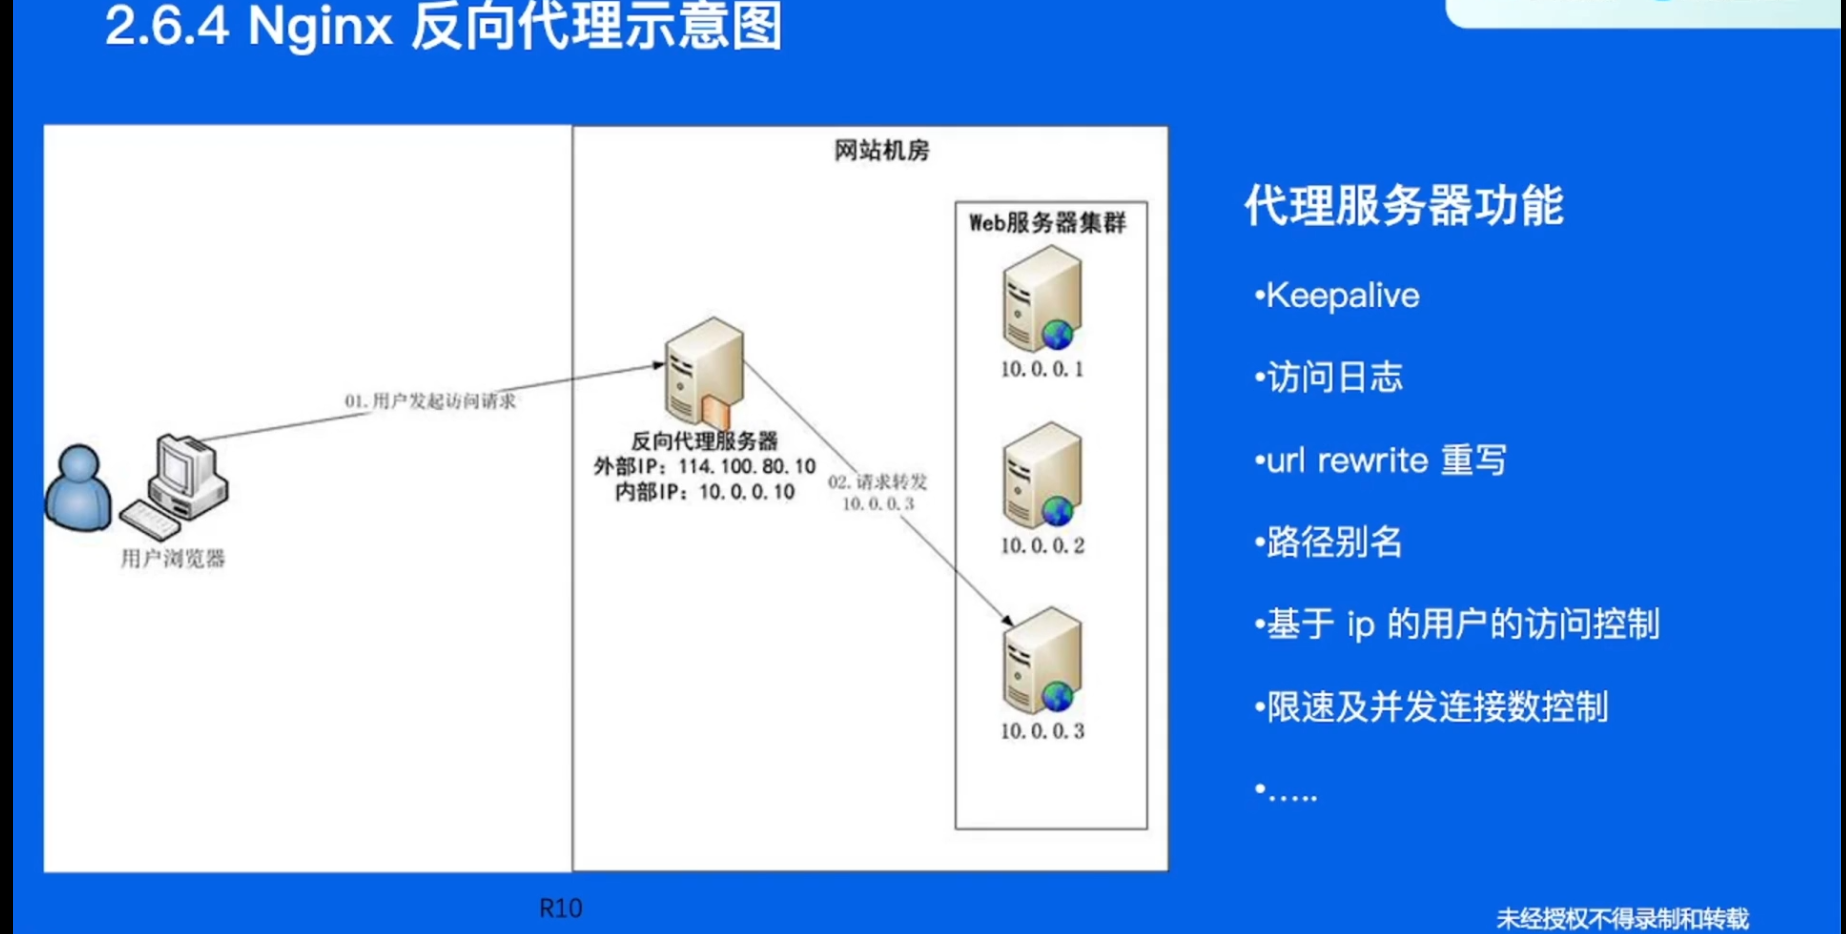 2.6.4 Nginx 反向代理示意图
网站机房
Web服务器集群
10.0.0.1
10.0.0.2
10.0.0.3
01.用户发起访问请求
用户浏览器
反向代理服务器
外部IP: 114.100.80.10
内部IP: 10.0.0.10
02.请求转发
10.0.0.3
代理服务器功能
•Keepalive
•访问日志
•url rewrite 重写
•路径别名
•基于 ip 的用户的访问控制
•限速及并发连接数控制
•.....
R10
未经授权不得录制和转载